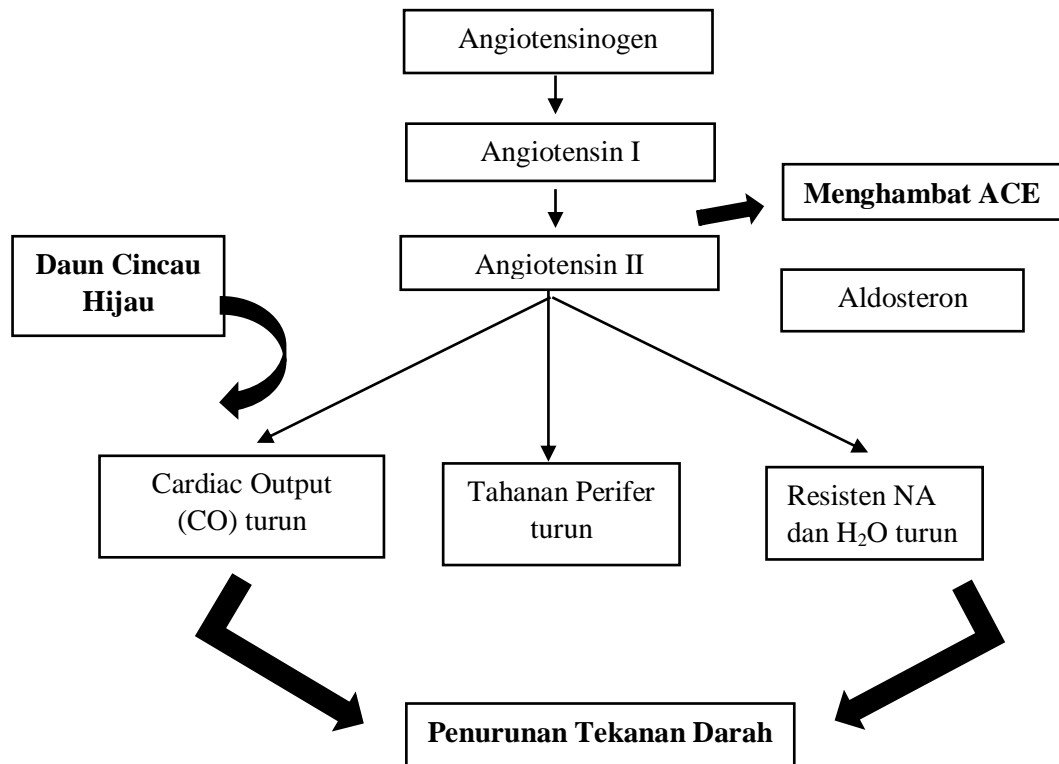 Angiotensinogen
Angiotensin I
Menghambat ACE
Daun Cincau
Hijau
Angiotensin II
Aldosteron
Cardiac Output
(CO) turun
Tahanan Perifer
turun
Resisten NA
dan H₂O turun
Penurunan Tekanan Darah